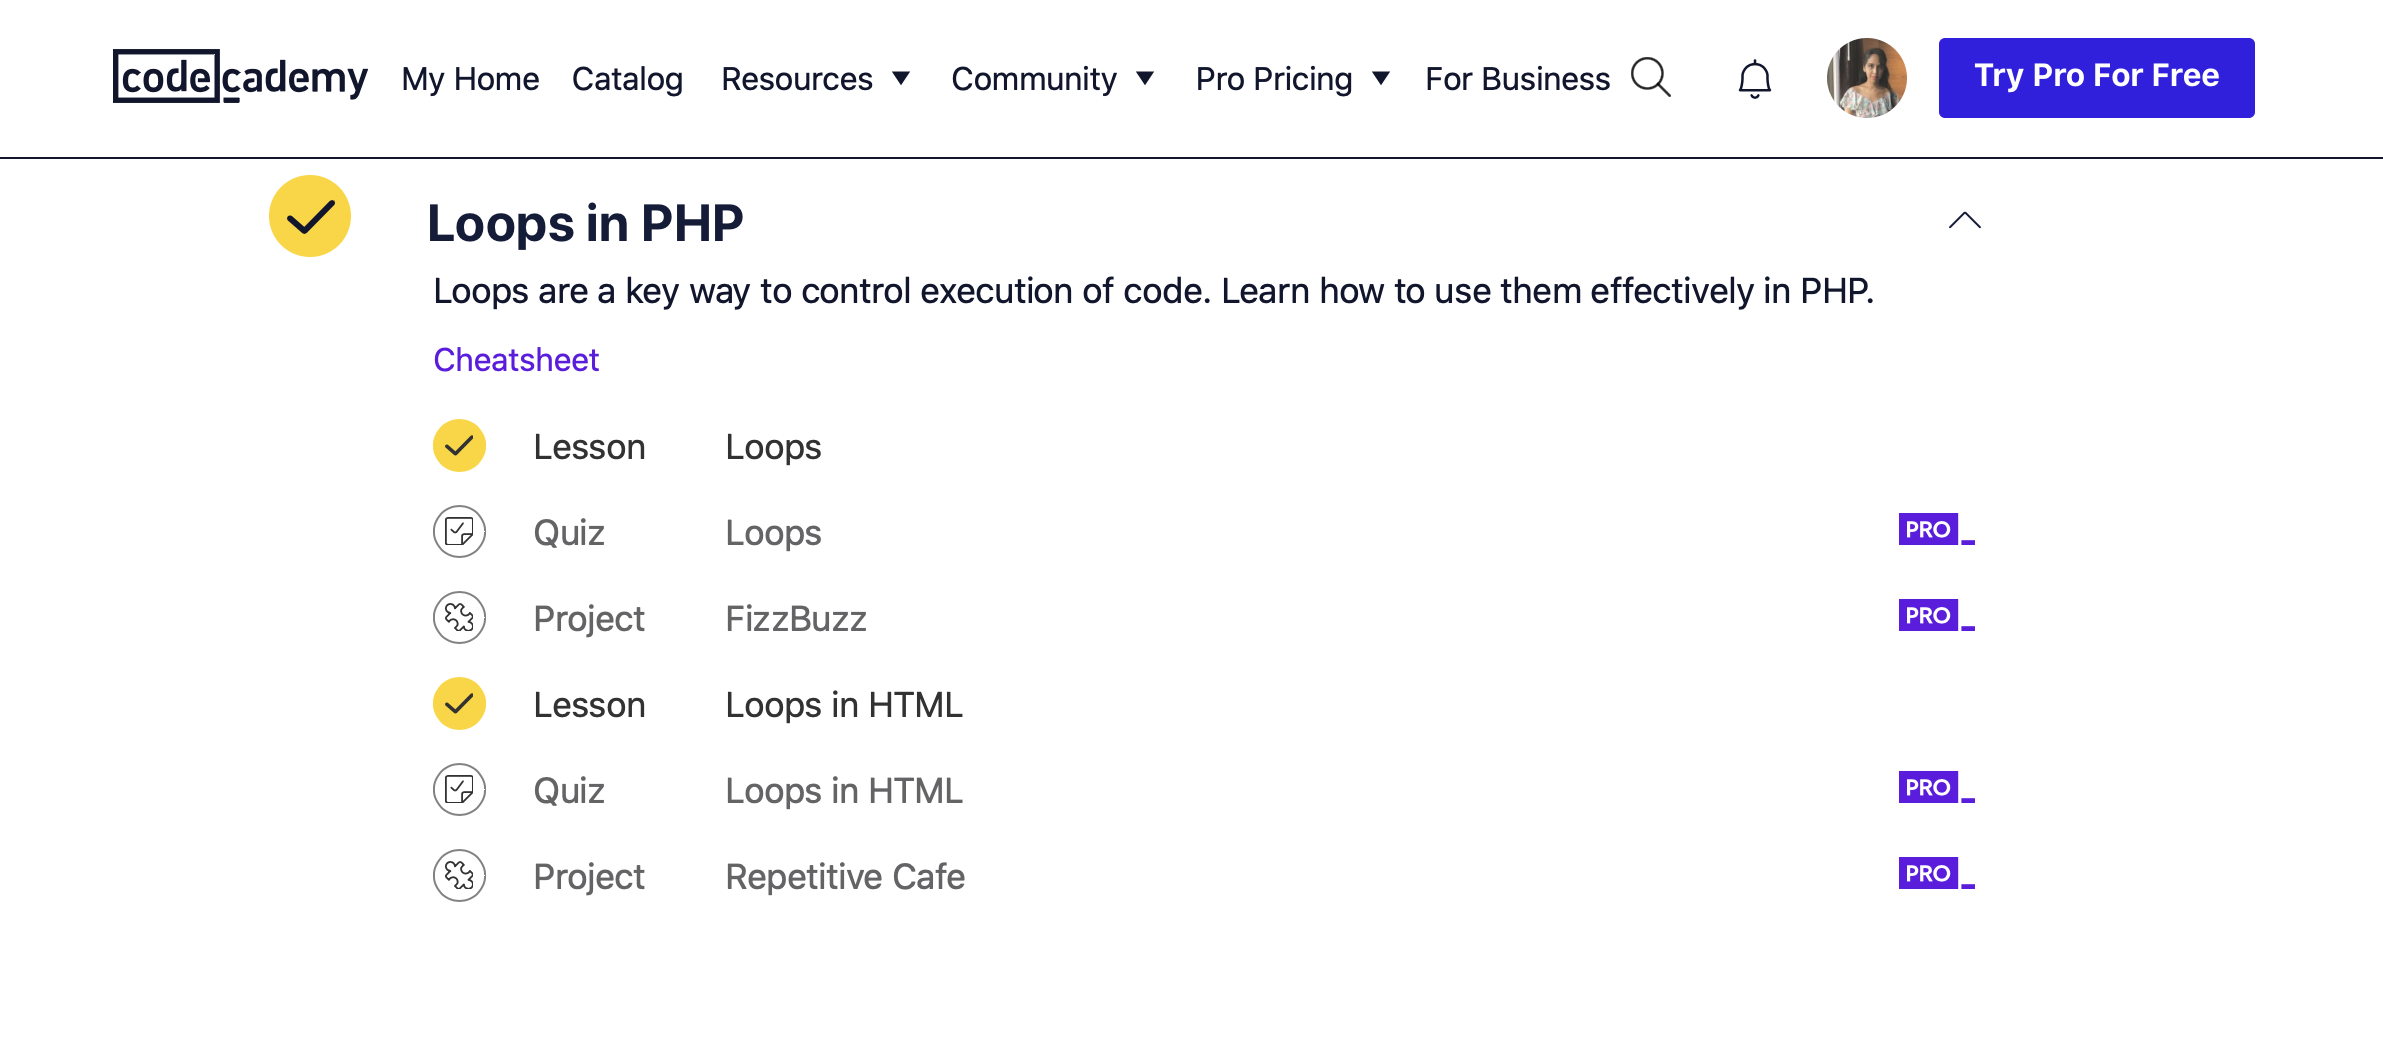 codecademy My Home Catalog Resources Community Pro Pricing For Business Try Pro For Free
Loops in PHP
Loops are a key way to control execution of code. Learn how to use them effectively in PHP.
Cheatsheet
Lesson Loops
Quiz Loops PRO
Project FizzBuzz PRO
Lesson Loops in HTML
Quiz Loops in HTML PRO
Project Repetitive Cafe PRO